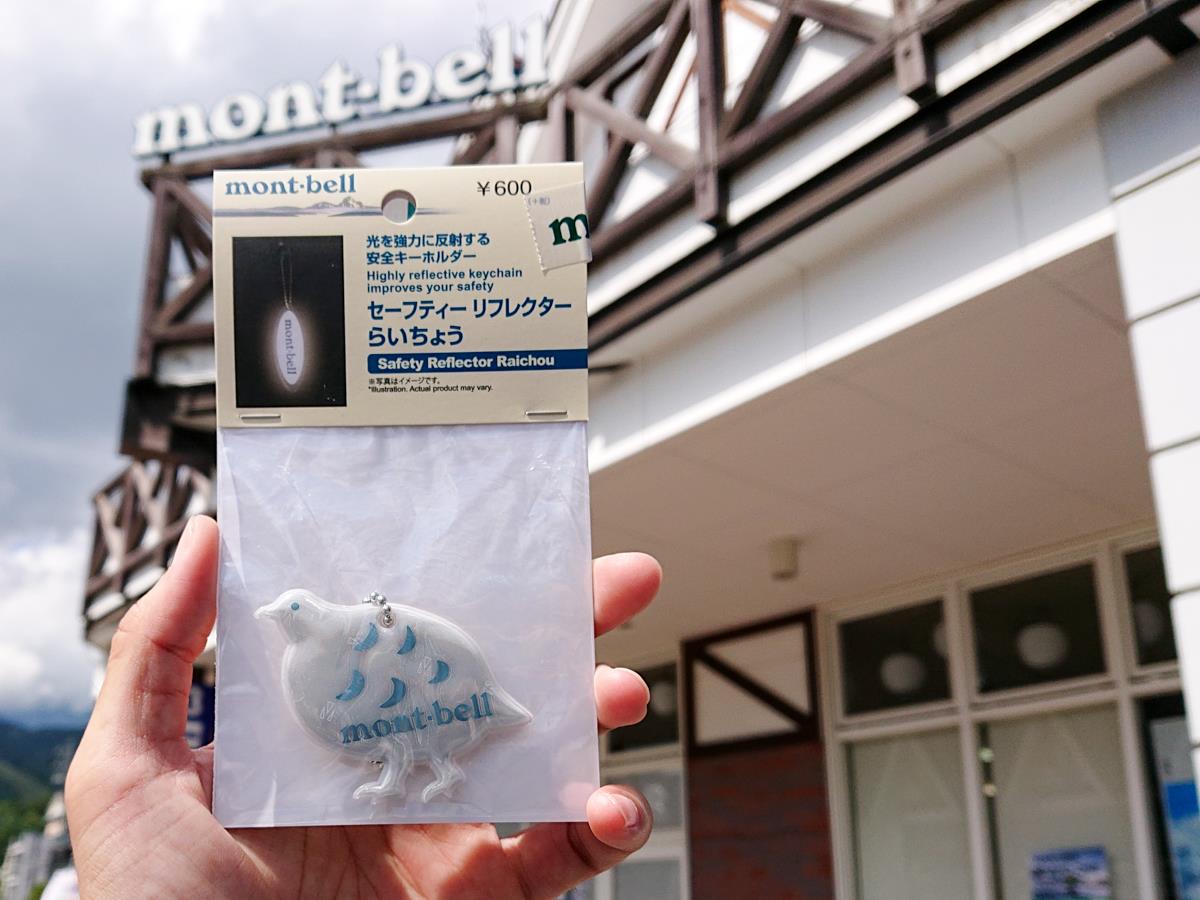 mont·bell
mont·bell
¥600
(+税)
m
光を強力に反射する
安全キーホルダー
Highly reflective keychain
improves your safety
セーフティー リフレクター
らいちょう
Safety Reflector Raichou
※写真はイメージです。
*Illustration. Actual product may vary.
mont·bell
mont·bell